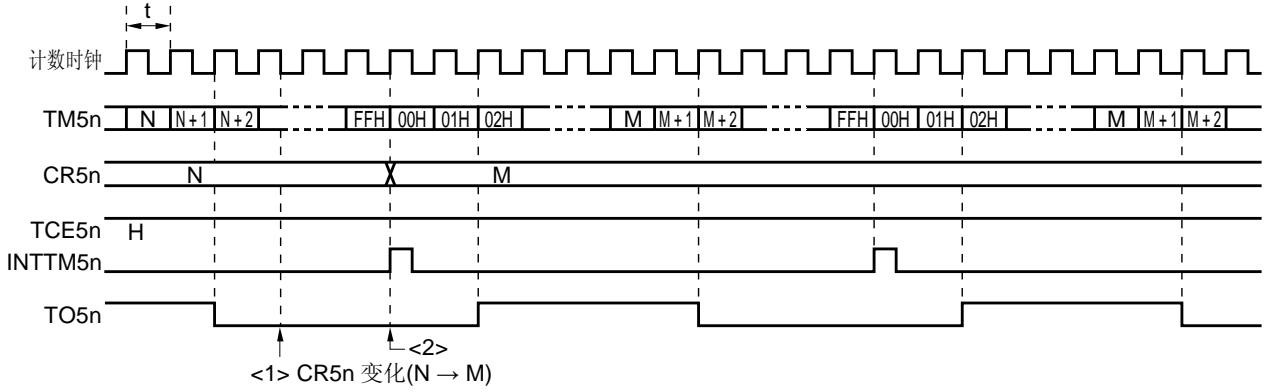 t
计数时钟
TM5n N N + 1 N + 2 FFH 00H 01H 02H M M + 1 M + 2 FFH 00H 01H 02H M M + 1 M + 2
CR5n N M
TCE5n H
INTTM5n
TO5n
<2>
<1> CR5n 变化(N → M)